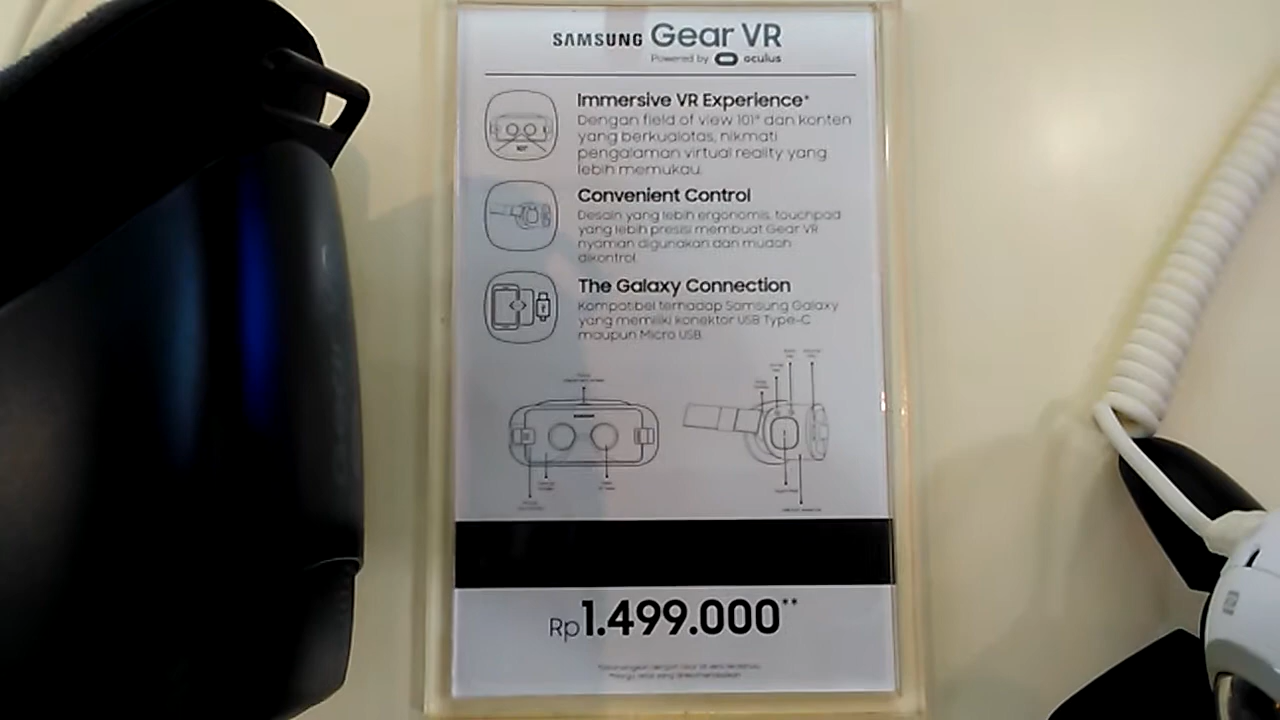 SAMSUNG Gear VR
Powered by oculus
Immersive VR Experience*
Dengan field of view 101° dan konten
yang berkualotas, nikmati
pengalaman virtual reality yang
lebih memukau.
101°
Convenient Control
Desain yang lebih ergonomis, touchpad
yang lebih presisi membuat Gear VR
nyaman digunakan dan mudah
dikontrol.
The Galaxy Connection
Kompatibel terhadap Samsung Galaxy
yang memiliki konektor USB Type-C
maupun Micro USB.
SAMSUNG
Rp1.499.000**